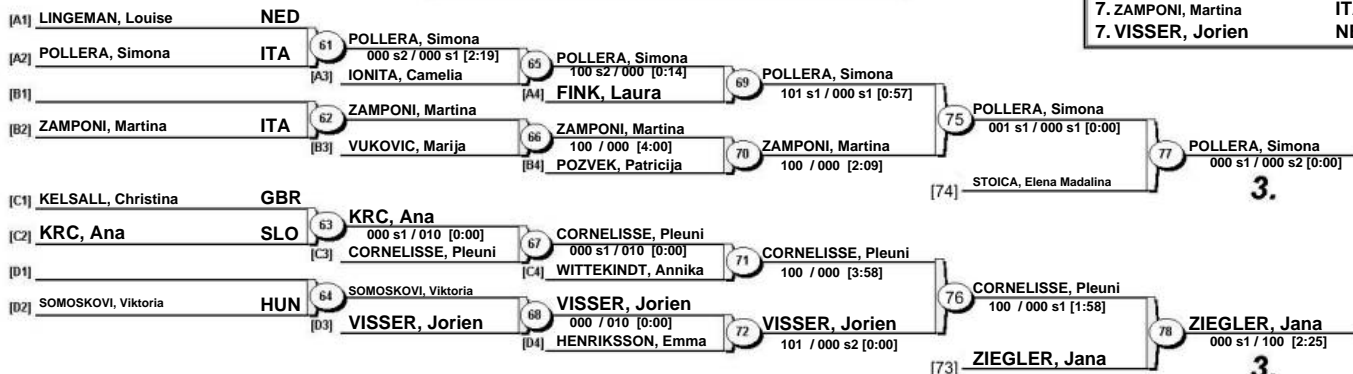 7. ZAMPONI, Martina ITA
7. VISSER, Jorien NED
[A1] LINGEMAN, Louise NED
61
POLLERA, Simona
000 s2 / 000 s1 [2:19]
[A2] POLLERA, Simona ITA
[A3] IONITA, Camelia
65
POLLERA, Simona
100 s2 / 000 [0:14]
[A4] FINK, Laura
69
POLLERA, Simona
101 s1 / 000 s1 [0:57]
[B1]
62
ZAMPONI, Martina
[B2] ZAMPONI, Martina ITA
[B3] VUKOVIC, Marija
66
ZAMPONI, Martina
100 / 000 [4:00]
[B4] POZVEK, Patricija
70
ZAMPONI, Martina
100 / 000 [2:09]
75
POLLERA, Simona
001 s1 / 000 s1 [0:00]
[74] STOICA, Elena Madalina
77
POLLERA, Simona
000 s1 / 000 s2 [0:00]
3.
[C1] KELSALL, Christina GBR
63
KRC, Ana
000 s1 / 010 [0:00]
[C2] KRC, Ana SLO
[C3] CORNELISSE, Pleuni
67
CORNELISSE, Pleuni
000 s1 / 010 [0:00]
[C4] WITTEKINDT, Annika
71
CORNELISSE, Pleuni
100 / 000 [3:58]
[D1]
64
SOMOSKOVI, Viktoria
[D2] SOMOSKOVI, Viktoria HUN
[D3] VISSER, Jorien
68
VISSER, Jorien
000 / 010 [0:00]
[D4] HENRIKSSON, Emma
72
VISSER, Jorien
101 / 000 s2 [0:00]
76
CORNELISSE, Pleuni
100 / 000 s1 [1:58]
[73] ZIEGLER, Jana
78
ZIEGLER, Jana
000 s1 / 100 [2:25]
3.